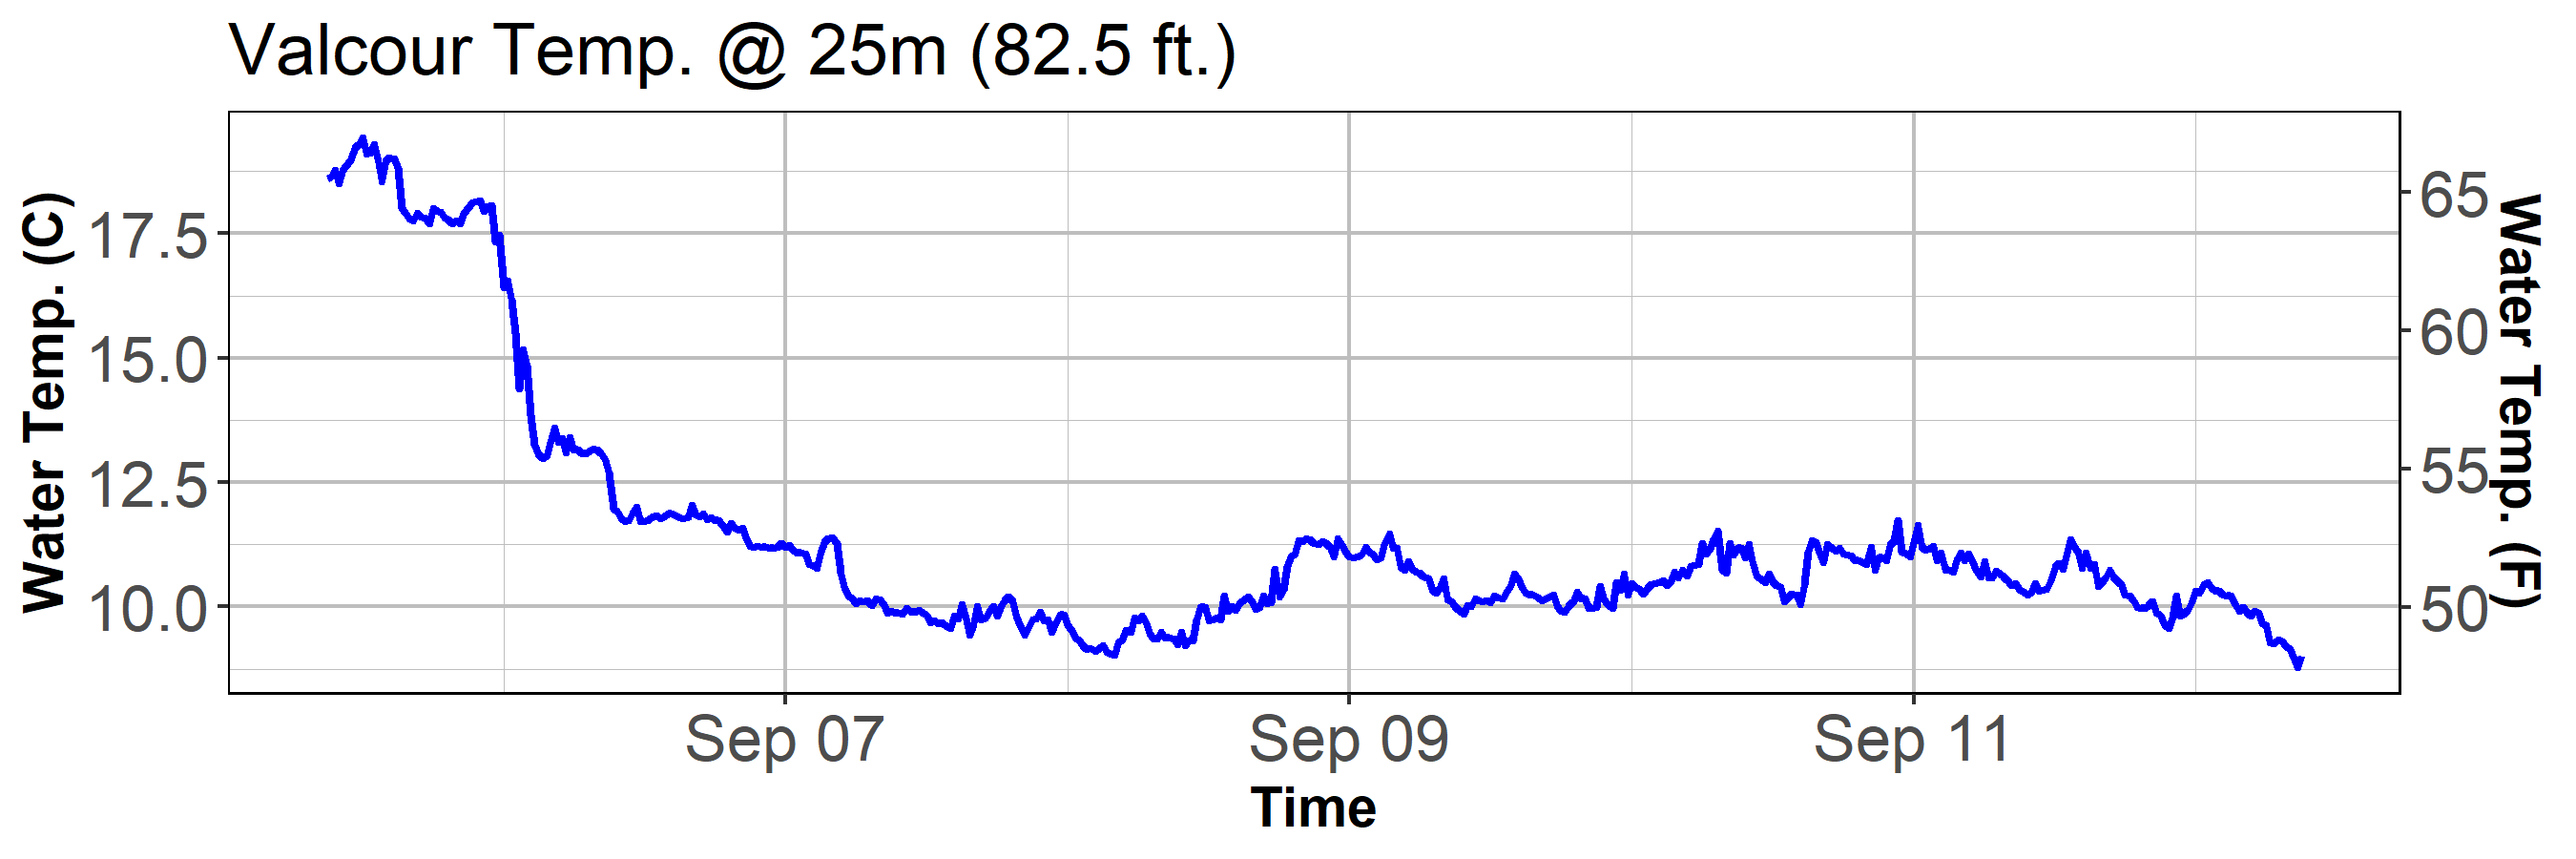 Valcour Temp. @ 25m (82.5 ft.)
Water Temp. (C)
17.5
15.0
12.5
10.0
65
60
55
50
Water Temp. (F)
Sep 07 Sep 09 Sep 11
Time